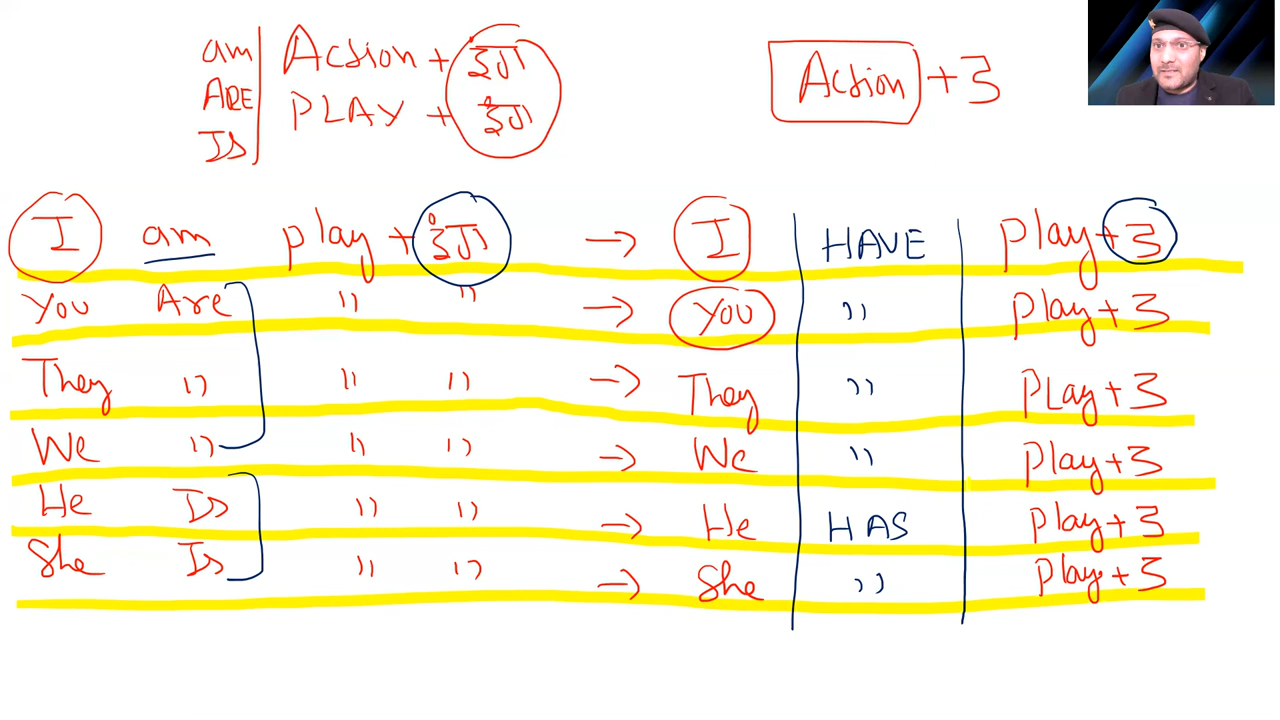 am Action + इंग
ARE PLAY + इंग
Is
Action + 3
I am play + इंग → I HAVE play + 3
You Are " " → You " Play + 3
They " " " → They " PLay + 3
We " " " → We " Play + 3
He Is " " → He HAS Play + 3
She Is " " → She " Play + 3